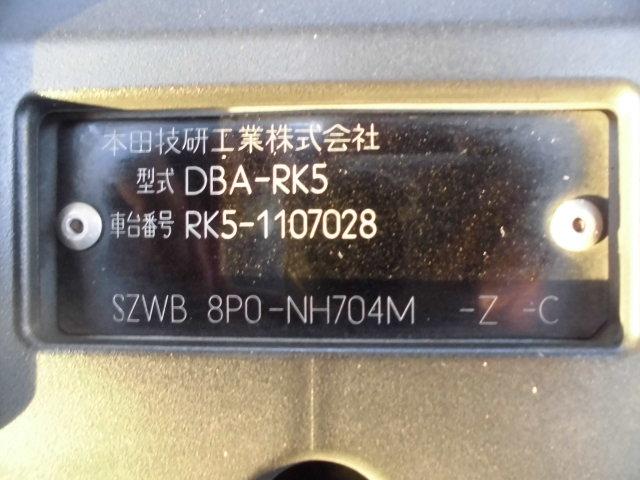 本田技研工業株式会社
型式 DBA-RK5
車台番号 RK5-1107028
SZWB 8P0-NH704M -Z -C